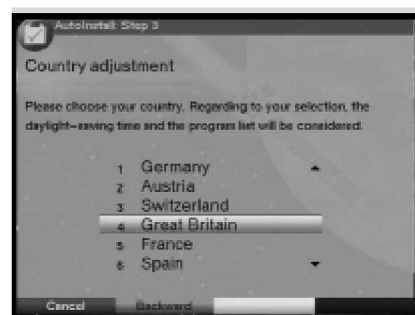 AutoInstall: Step 3
Country adjustment
Please choose your country. Regarding to your selection, the
daylight-saving time and the program list will be considered.
1 Germany
2 Austria
3 Switzerland
4 Great Britain
5 France
6 Spain
Cancel Backward